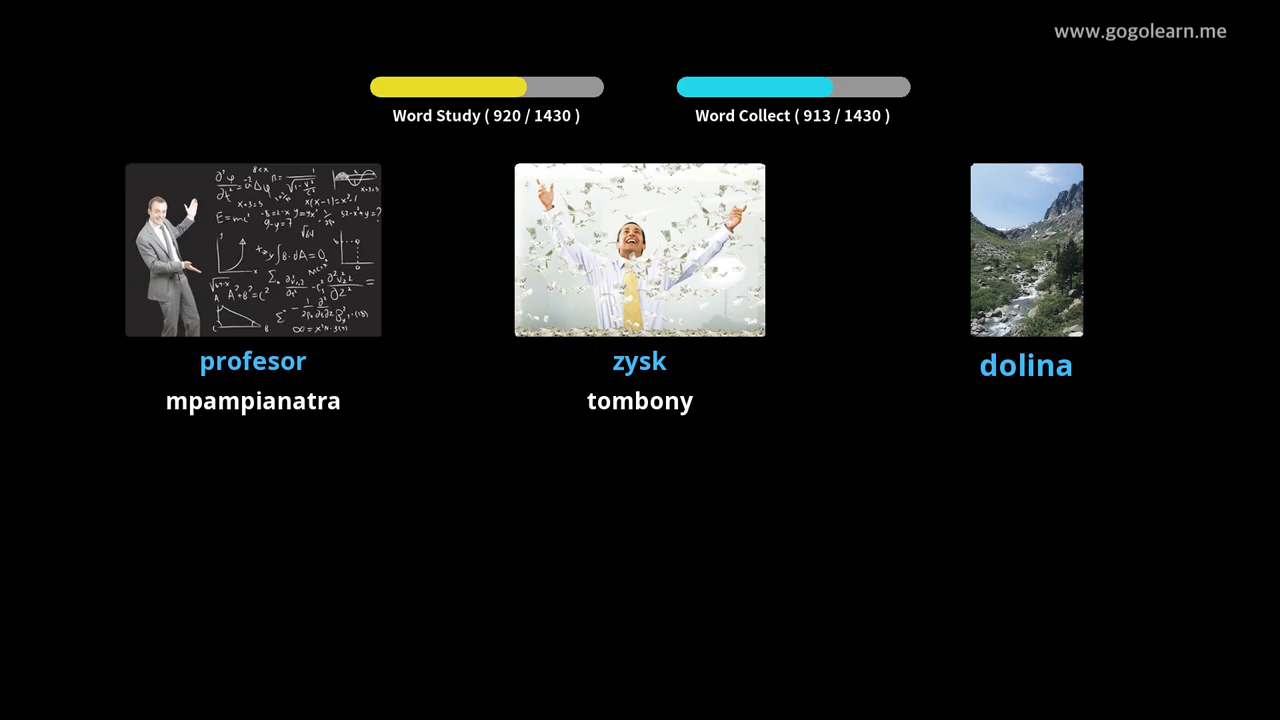 www.gogolearn.me
Word Study ( 920 / 1430 )
Word Collect ( 913 / 1430 )
profesor
mpampianatra
zysk
tombony
dolina